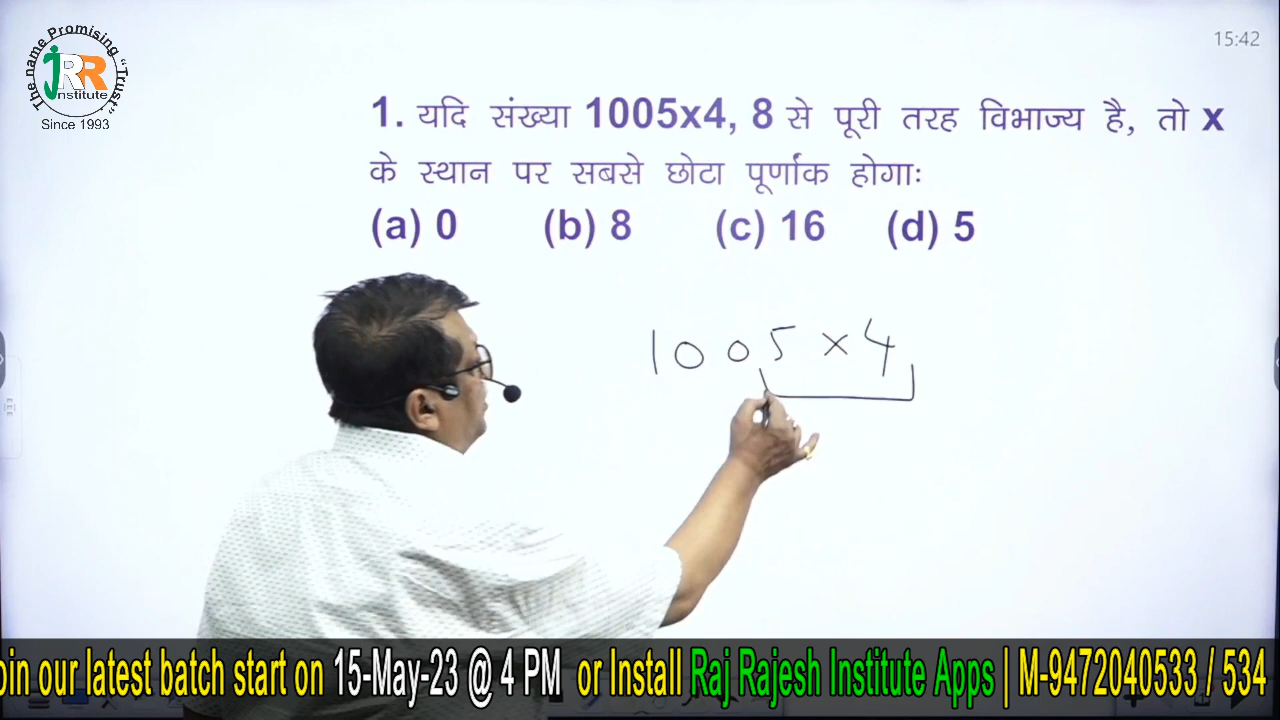 The name Promising "Trust"
JRR
Institute
Since 1993
15:42
1. यदि संख्या 1005x4, 8 से पूरी तरह विभाज्य है, तो x
के स्थान पर सबसे छोटा पूर्णांक होगाः
(a) 0 (b) 8 (c) 16 (d) 5
1005x4
oin our latest batch start on 15-May-23 @ 4 PM or Install Raj Rajesh Institute Apps | M-9472040533 / 534